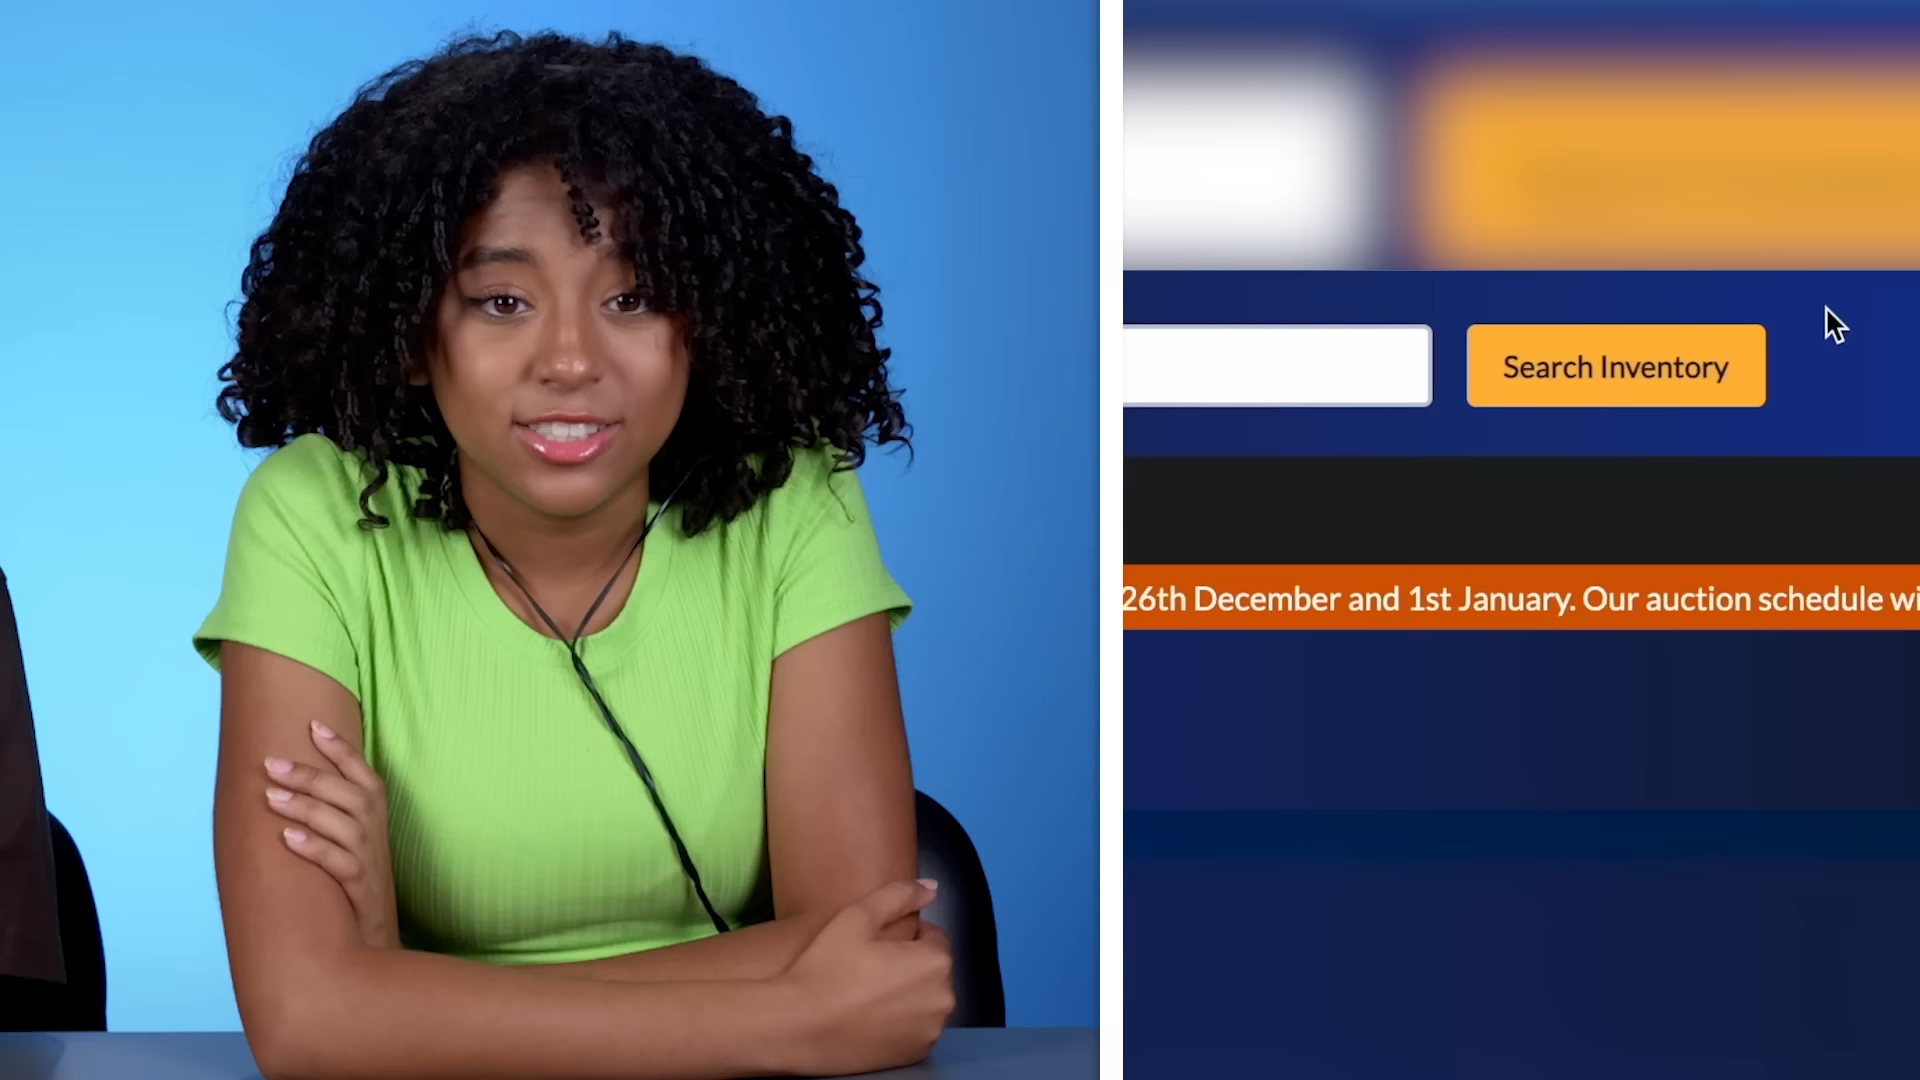 Search Inventory
26th December and 1st January. Our auction schedule wi